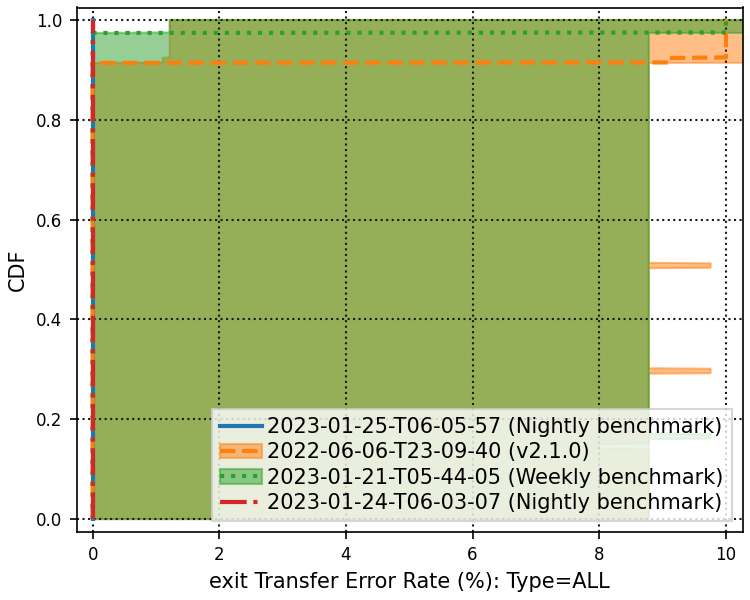 1.0
0.8
0.6
0.4
0.2
0.0
CDF
2023-01-25-T06-05-57 (Nightly benchmark)
2022-06-06-T23-09-40 (v2.1.0)
2023-01-21-T05-44-05 (Weekly benchmark)
2023-01-24-T06-03-07 (Nightly benchmark)
0 2 4 6 8 10
exit Transfer Error Rate (%): Type=ALL